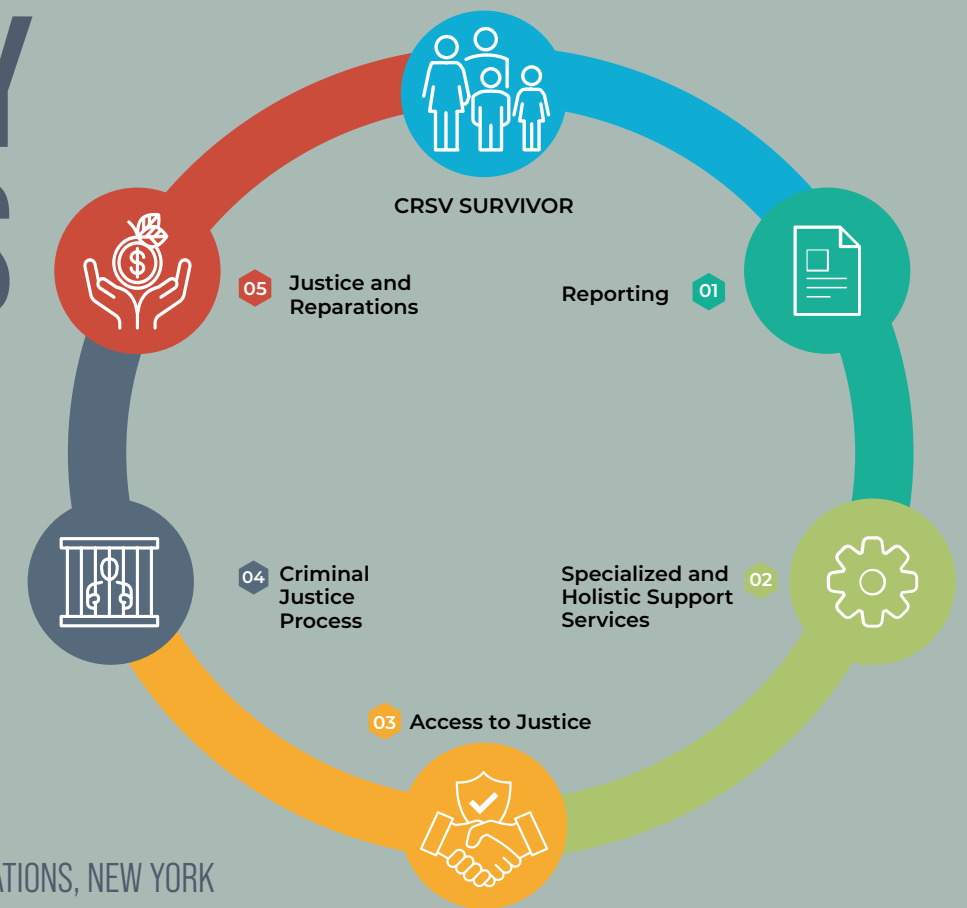 Y
S
CRSV SURVIVOR
05 Justice and
Reparations
Reporting 01
04 Criminal
Justice
Process
Specialized and 02
Holistic Support
Services
03 Access to Justice
$
ATIONS, NEW YORK